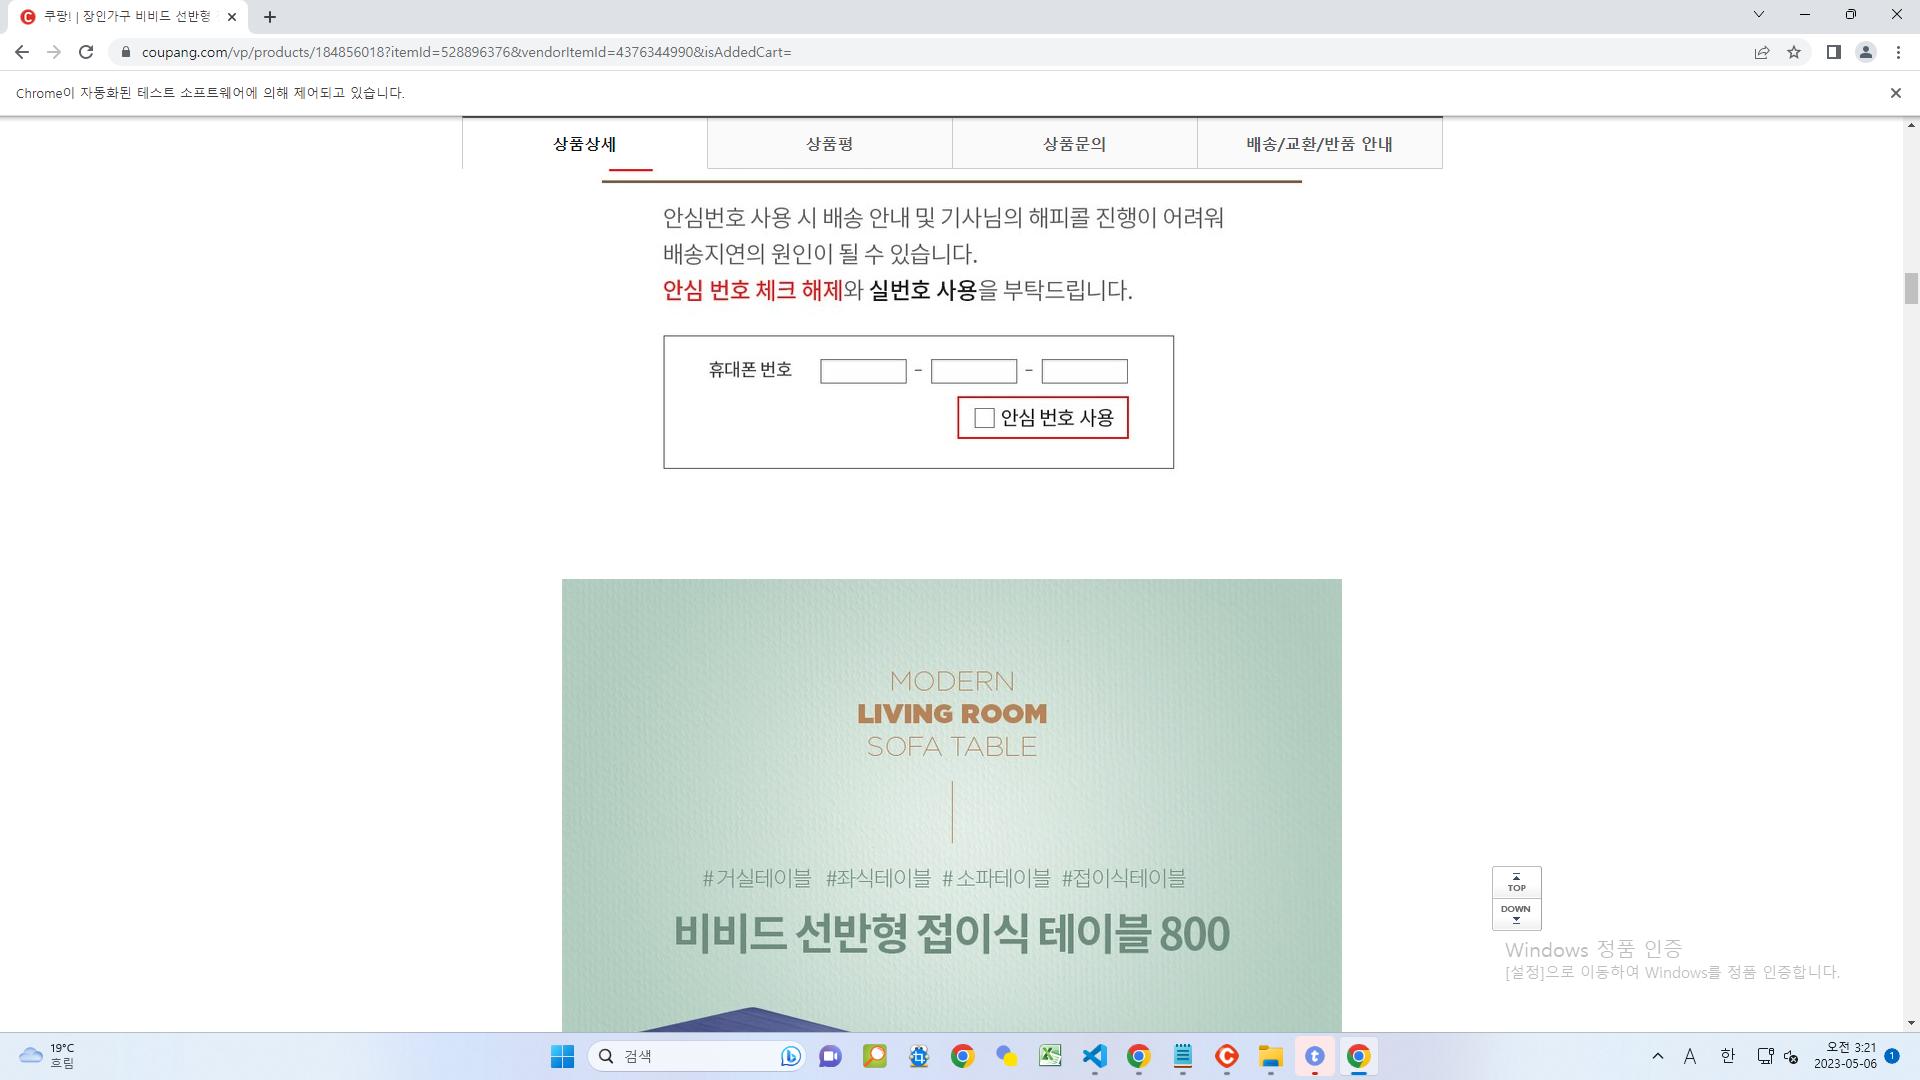 쿠팡! | 장인가구 비비드 선반형
coupang.com/vp/products/184856018?itemId=528896376&vendorItemId=4376344990&isAddedCart=
Chrome이 자동화된 테스트 소프트웨어에 의해 제어되고 있습니다.
상품상세 상품평 상품문의 배송/교환/반품 안내
안심번호 사용 시 배송 안내 및 기사님의 해피콜 진행이 어려워
배송지연의 원인이 될 수 있습니다.
안심 번호 체크 해제와 실번호 사용을 부탁드립니다.
휴대폰 번호 - -
안심 번호 사용
MODERN
LIVING ROOM
SOFA TABLE
#거실테이블 #좌식테이블 #소파테이블 #접이식테이블
비비드 선반형 접이식 테이블 800
TOP
DOWN
Windows 정품 인증
[설정]으로 이동하여 Windows를 정품 인증합니다.
19°C
흐림
검색
A 한
오전 3:21
2023-05-06
1